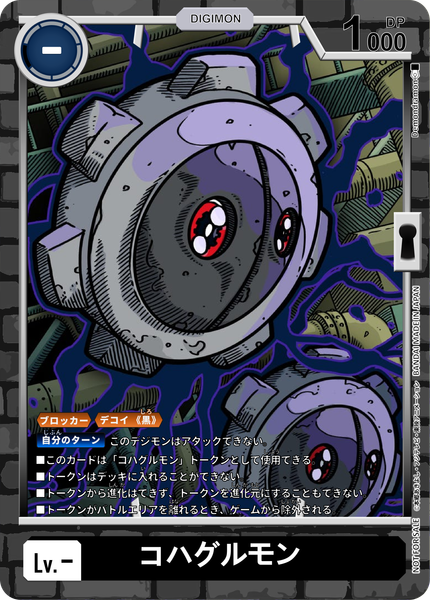 DIGIMON
-
DP
1000
ブロッカー デコイ《黒》
自分のターン このデジモンはアタックできない
■このカードは「コハグルモン」トークンとして使用できる
■トークンはデッキに入れることができない
■トークンから進化はできず、トークンを進化元にすることもできない
■トークンがバトルエリアを離れるとき、ゲームから除外される
Lv.-
コハグルモン
NOT FOR SALE
BANDAI MADE IN JAPAN